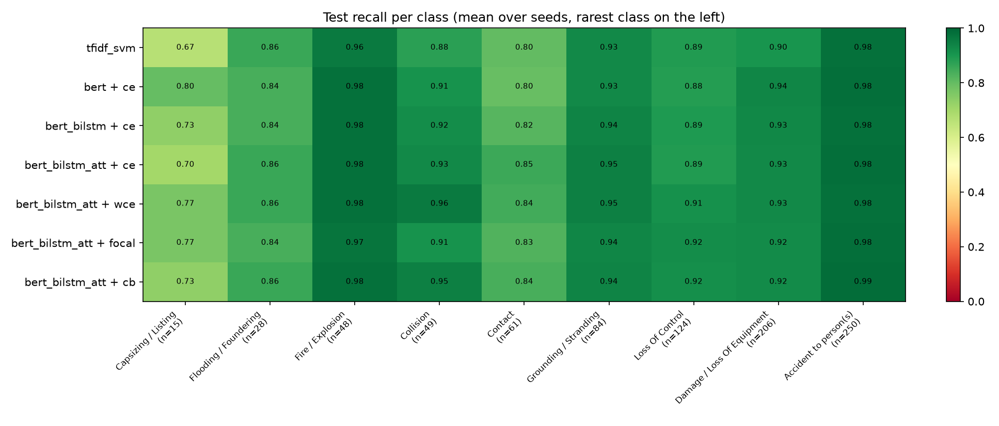 Test recall per class (mean over seeds, rarest class on the left)
tfidf_svm 0.67 0.86 0.96 0.88 0.80 0.93 0.89 0.90 0.98
bert + ce 0.80 0.84 0.98 0.91 0.80 0.93 0.88 0.94 0.98
bert_bilstm + ce 0.73 0.84 0.98 0.92 0.82 0.94 0.89 0.93 0.98
bert_bilstm_att + ce 0.70 0.86 0.98 0.93 0.85 0.95 0.89 0.93 0.98
bert_bilstm_att + wce 0.77 0.86 0.98 0.96 0.84 0.95 0.91 0.93 0.98
bert_bilstm_att + focal 0.77 0.84 0.97 0.91 0.83 0.94 0.92 0.92 0.98
bert_bilstm_att + cb 0.73 0.86 0.98 0.95 0.84 0.94 0.92 0.92 0.99
Capsizing / Listing
(n=15)
Flooding / Foundering
(n=28)
Fire / Explosion
(n=48)
Collision
(n=49)
Contact
(n=61)
Grounding / Stranding
(n=84)
Loss Of Control
(n=124)
Damage / Loss Of Equipment
(n=206)
Accident to person(s)
(n=250)
1.0
0.8
0.6
0.4
0.2
0.0